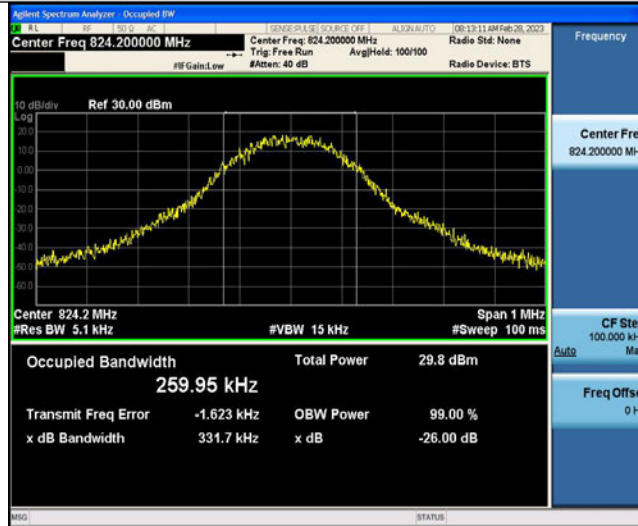 Agilent Spectrum Analyzer - Occupied BW
RL RF 50 Ω AC SENSE:PULSE SOURCE OFF ALIGN AUTO 08:13:11 AM Feb 28, 2023
Center Freq 824.200000 MHz
Center Freq: 824.200000 MHz
Radio Std: None
Trig: Free Run Avg|Hold: 100/100
#IFGain:Low #Atten: 40 dB Radio Device: BTS
Frequency
10 dB/div Ref 30.00 dBm
Log
20.0
10.0
0.00
-10.0
-20.0
-30.0
-40.0
-50.0
-60.0
Center Fre
824.200000 MH
Center 824.2 MHz Span 1 MHz
#Res BW 5.1 kHz #VBW 15 kHz #Sweep 100 ms
CF Ste
100.000 kH
Auto Ma
Occupied Bandwidth Total Power 29.8 dBm
259.95 kHz
Transmit Freq Error -1.623 kHz OBW Power 99.00 %
x dB Bandwidth 331.7 kHz x dB -26.00 dB
Freq Offse
0 H
MSG STATUS